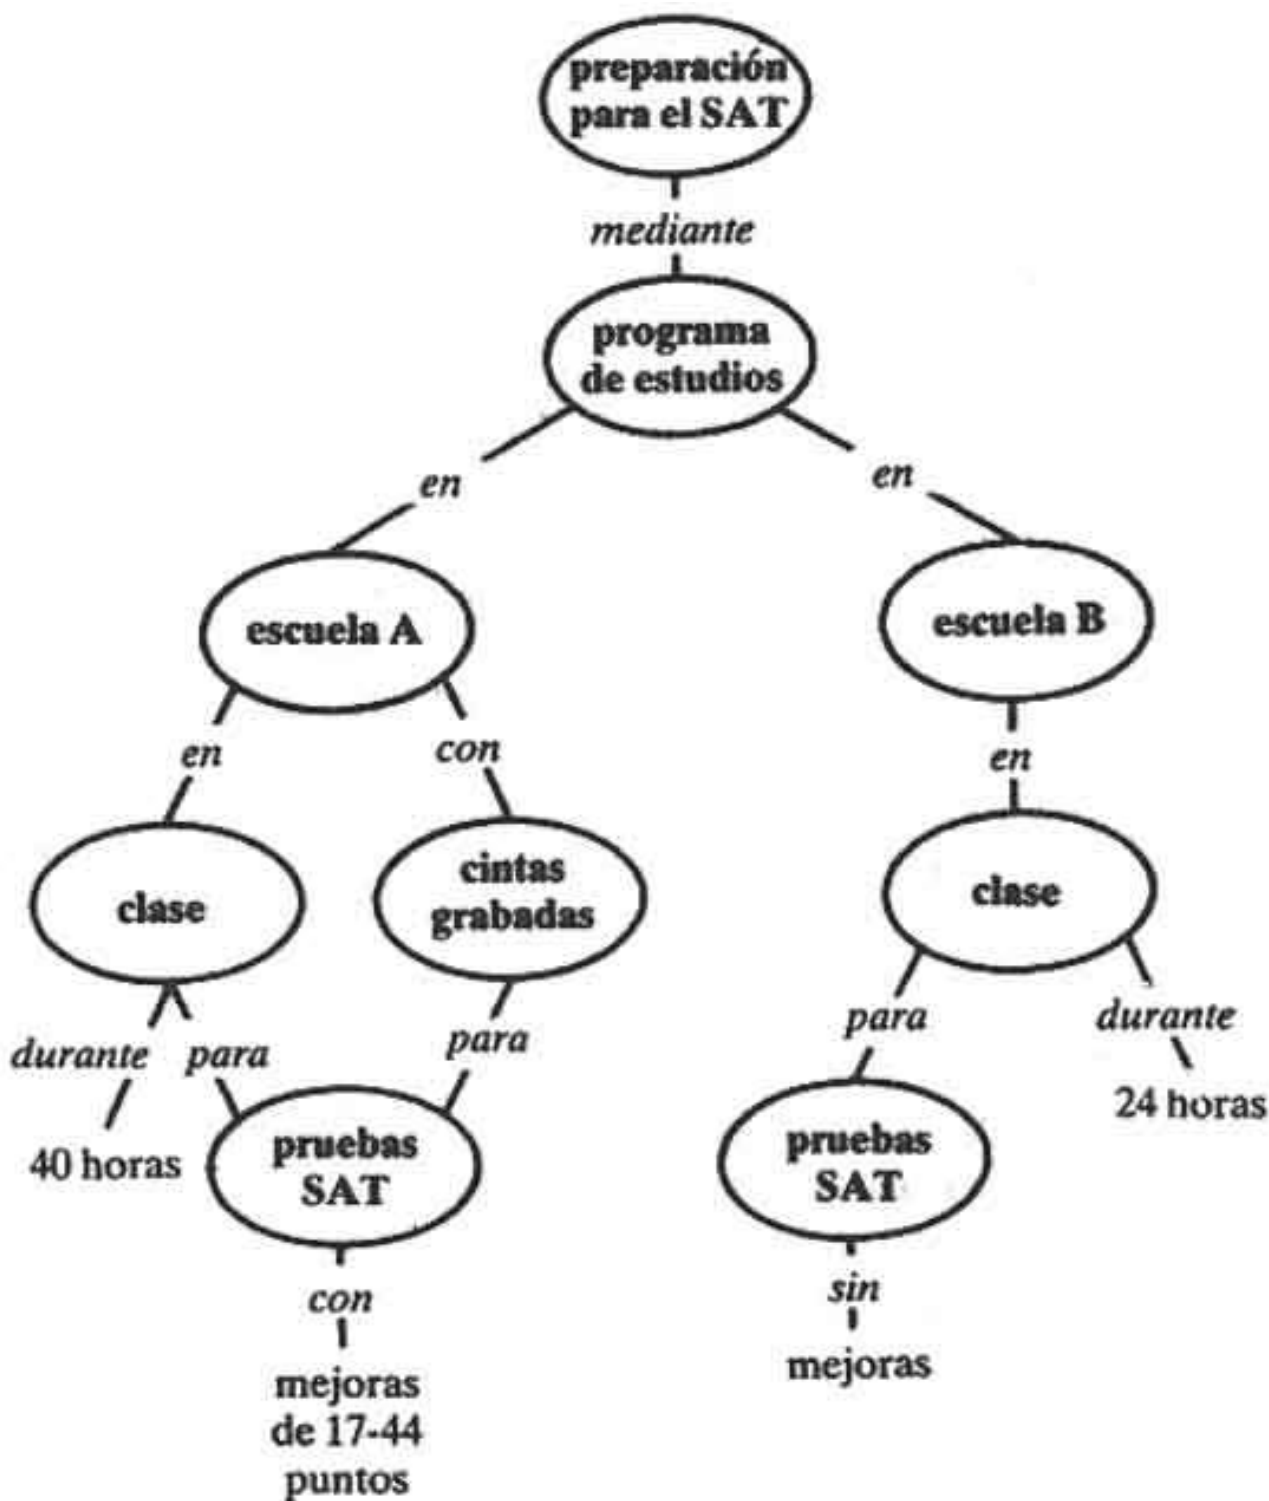 preparación
para el SAT
mediante
programa
de estudios
en
en
escuela A
escuela B
en
con
en
clase
cintas
grabadas
clase
durante
para
para
para
durante
40 horas
pruebas
SAT
pruebas
SAT
24 horas
con
sin
mejoras
de 17-44
puntos
mejoras